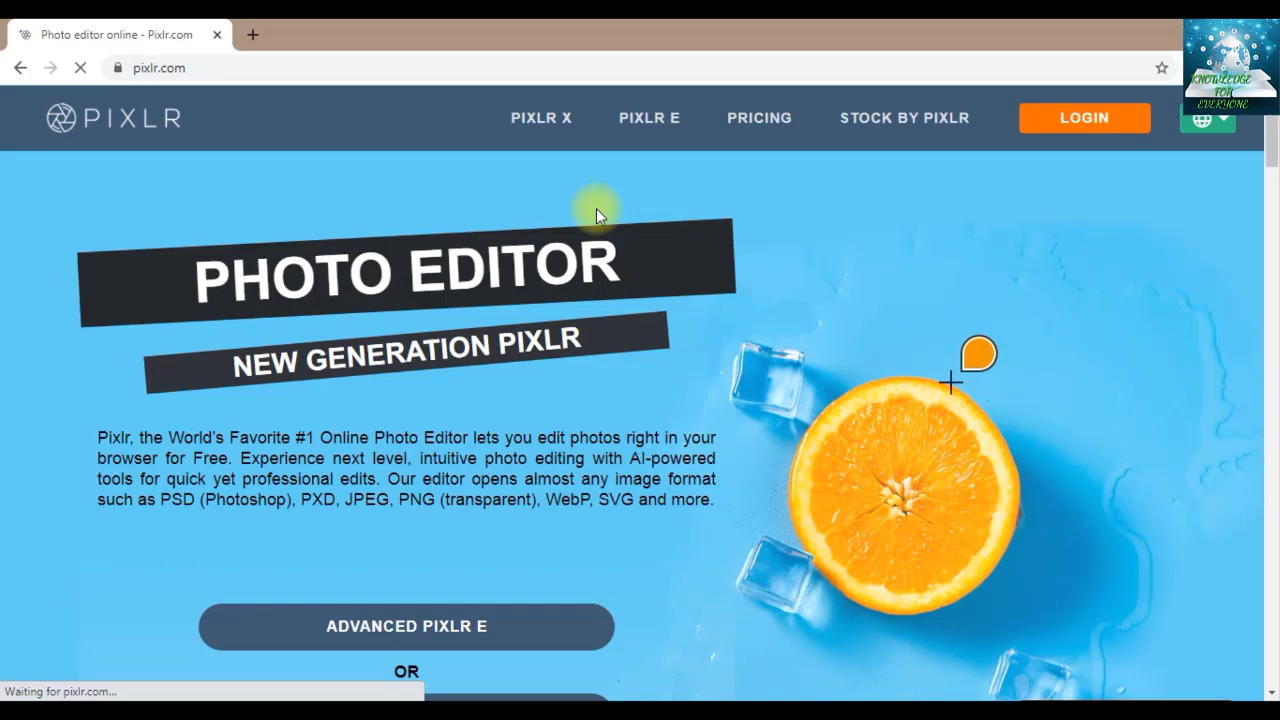 Photo editor online - Pixlr.com
pixlr.com
KNOWLEDGE
FOR
EVERYONE
PIXLR
PIXLR X
PIXLR E
PRICING
STOCK BY PIXLR
LOGIN
PHOTO EDITOR
NEW GENERATION PIXLR
Pixlr, the World's Favorite #1 Online Photo Editor lets you edit photos right in your
browser for Free. Experience next level, intuitive photo editing with AI-powered
tools for quick yet professional edits. Our editor opens almost any image format
such as PSD (Photoshop), PXD, JPEG, PNG (transparent), WebP, SVG and more.
ADVANCED PIXLR E
OR
Waiting for pixlr.com...